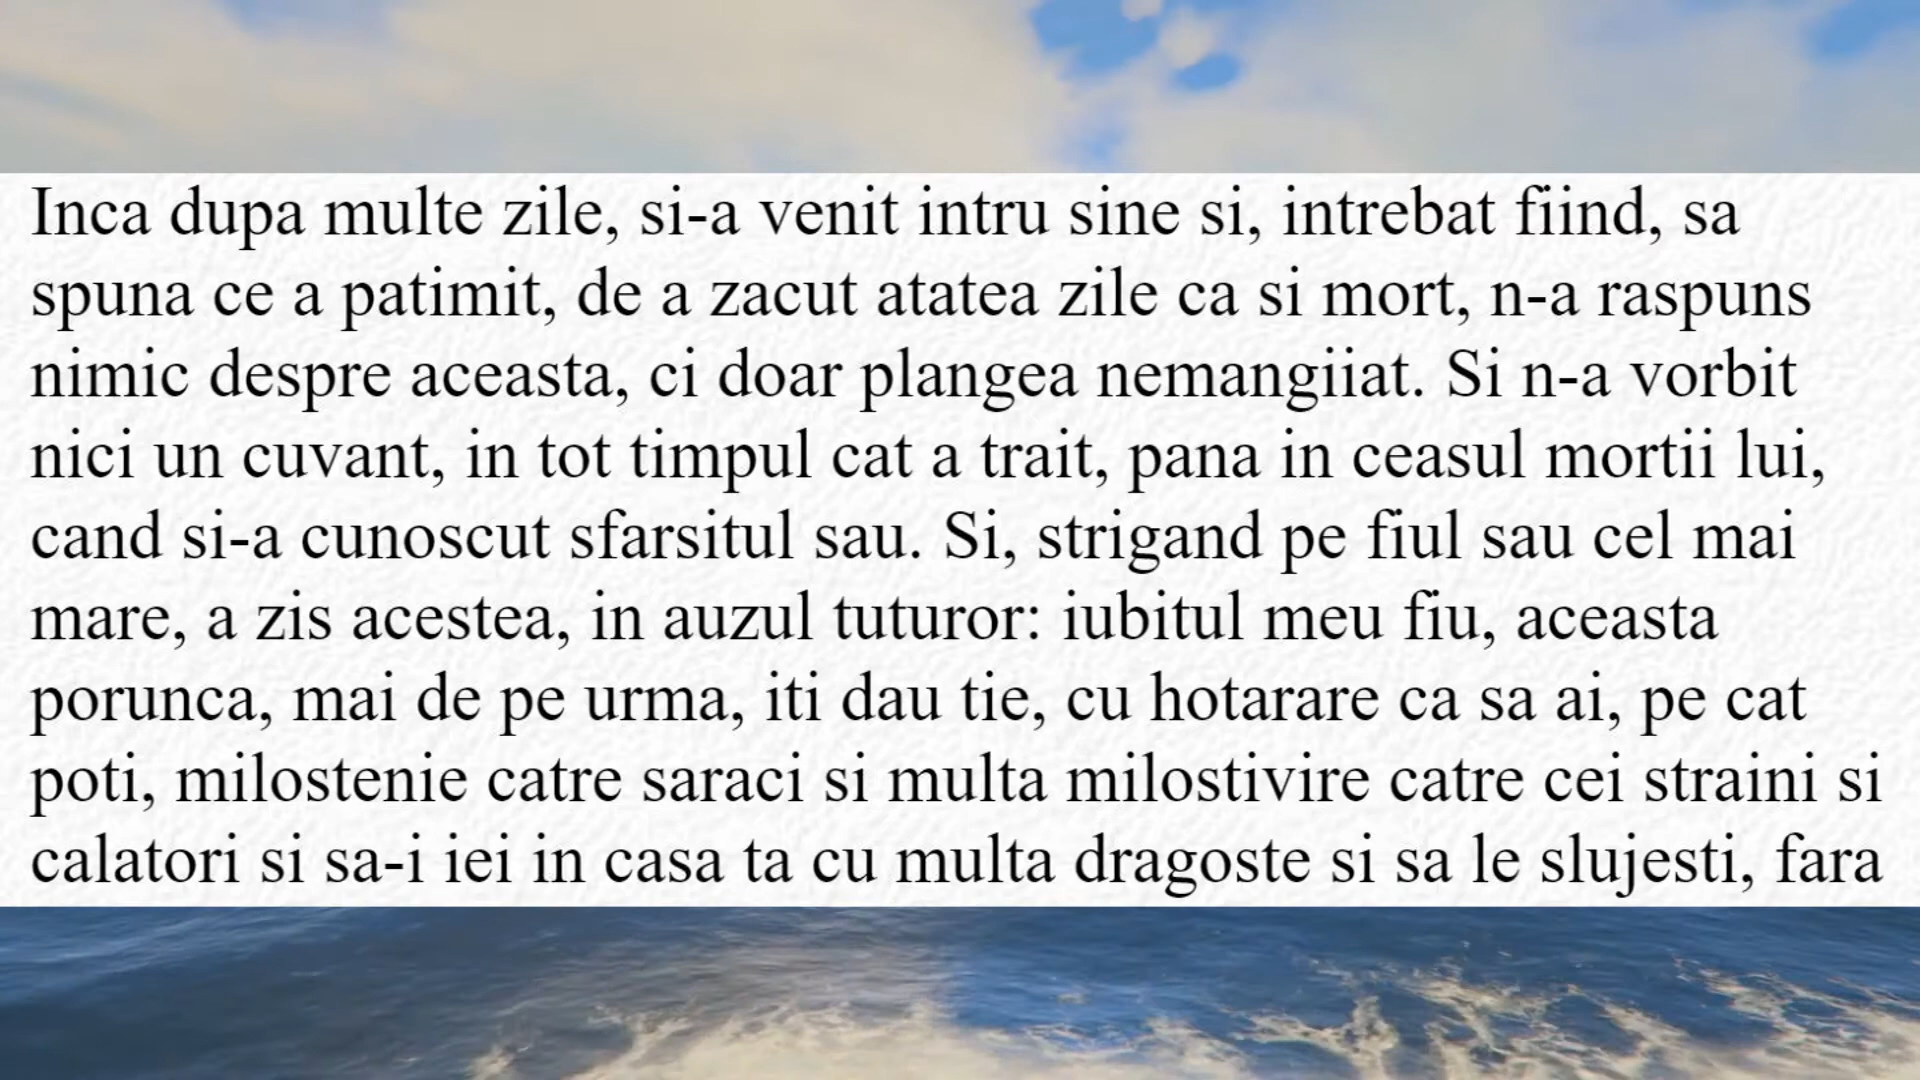 Inca dupa multe zile, si-a venit intru sine si, intrebat fiind, sa
spuna ce a patimit, de a zacut atatea zile ca si mort, n-a raspuns
nimic despre aceasta, ci doar plangea nemangiiat. Si n-a vorbit
nici un cuvant, in tot timpul cat a trait, pana in ceasul mortii lui,
cand si-a cunoscut sfarsitul sau. Si, strigand pe fiul sau cel mai
mare, a zis acestea, in auzul tuturor: iubitul meu fiu, aceasta
porunca, mai de pe urma, iti dau tie, cu hotarare ca sa ai, pe cat
poti, milostenie catre saraci si multa milostivire catre cei straini si
calatori si sa-i iei in casa ta cu multa dragoste si sa le slujesti, fara